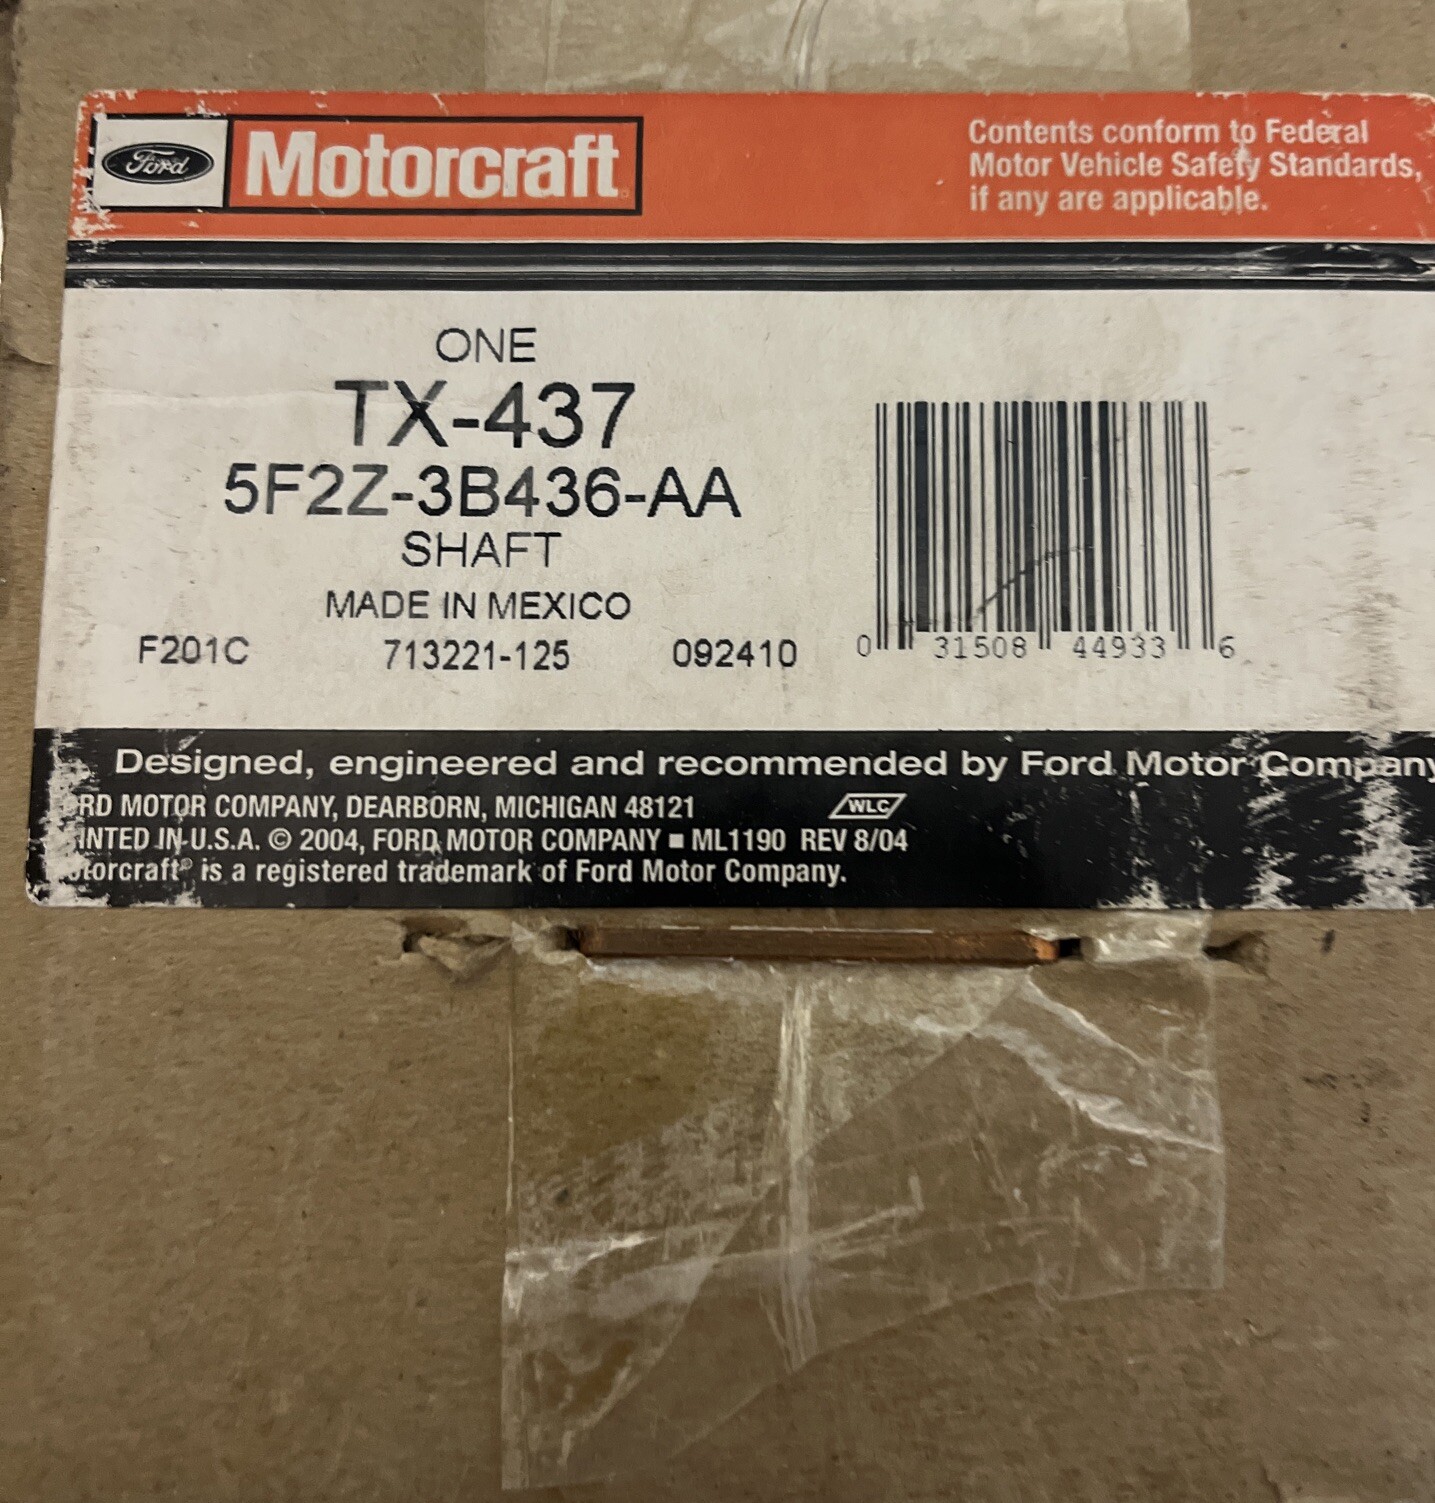 Ford Motorcraft
Contents conform to Federal
Motor Vehicle Safety Standards,
if any are applicable.
ONE
TX-437
5F2Z-3B436-AA
SHAFT
MADE IN MEXICO
F201C 713221-125 092410
0 31508 44933 6
Designed, engineered and recommended by Ford Motor Company
RD MOTOR COMPANY, DEARBORN, MICHIGAN 48121 WLC
INTED IN U.S.A. © 2004, FORD MOTOR COMPANY ■ ML1190 REV 8/04
otorcraft® is a registered trademark of Ford Motor Company.